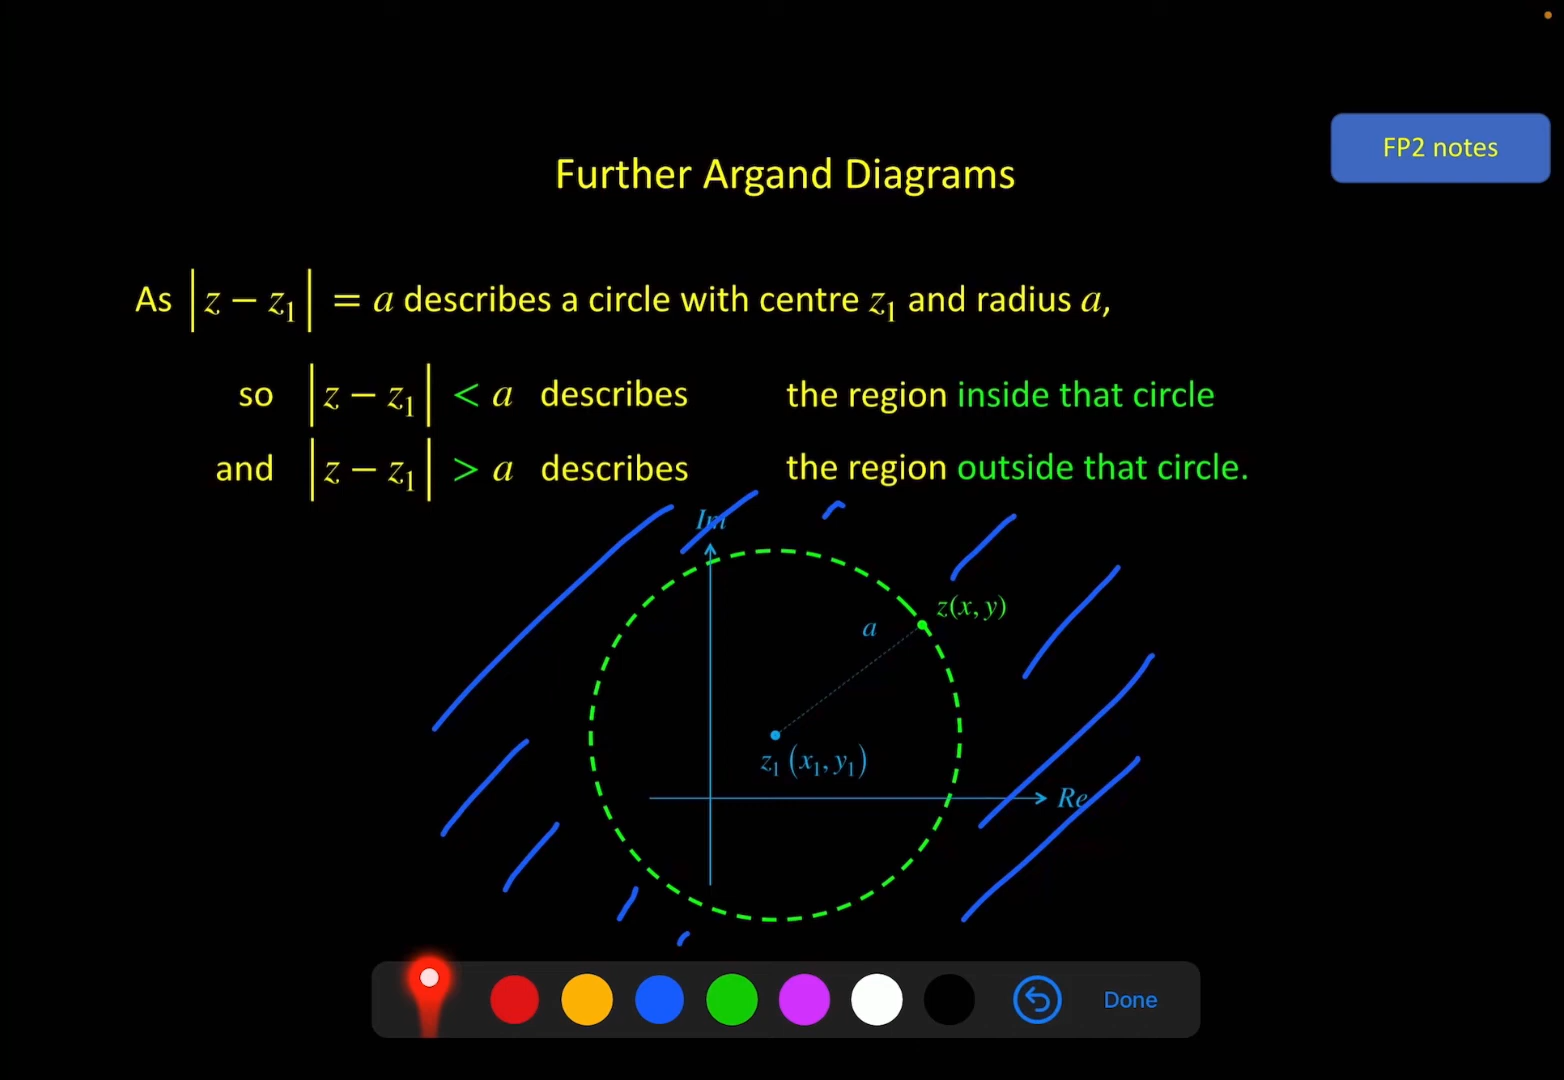 FP2 notes
Further Argand Diagrams
As |z − z₁| = a describes a circle with centre z₁ and radius a,
so |z − z₁| < a describes the region inside that circle
and |z − z₁| > a describes the region outside that circle.
Im
z(x, y)
a
z₁ (x₁, y₁)
Re
Done